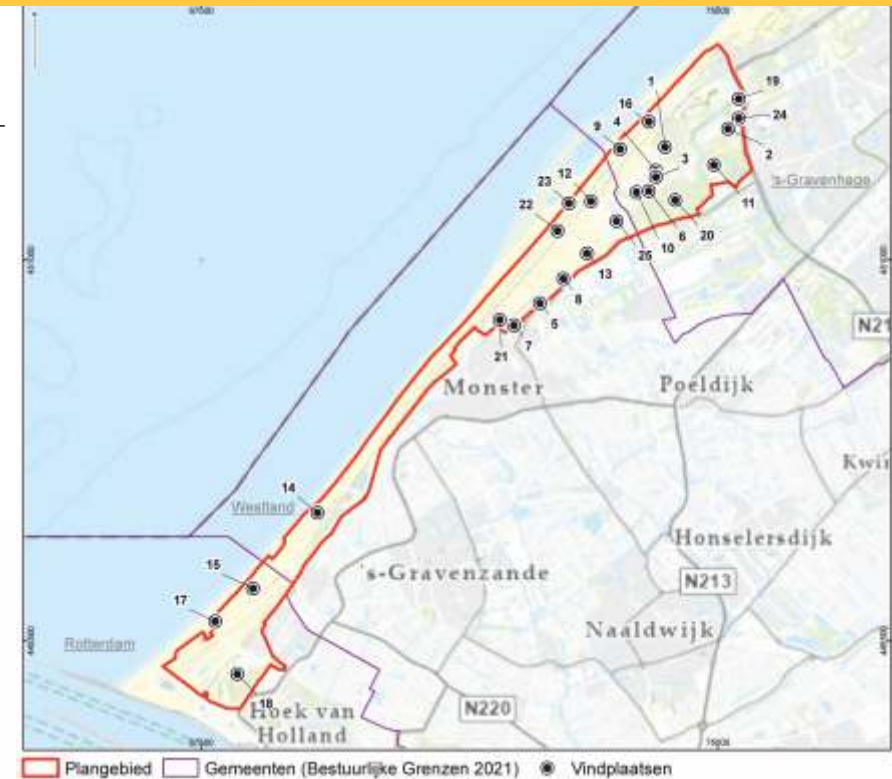 1
19
16
4
24
9
3
2
12
's-Gravenhage
23
11
22
20
6
10
25
13
8
5
N21
7
21
Monster
Poeldijk
Kwin
14
Westland
Honselersdijk
15
's-Gravenzande
N213
17
Naaldwijk
Rotterdam
18
N220
Hoek van
Holland
Plangebied Gemeenten (Bestuurlijke Grenzen 2021) Vindplaatsen